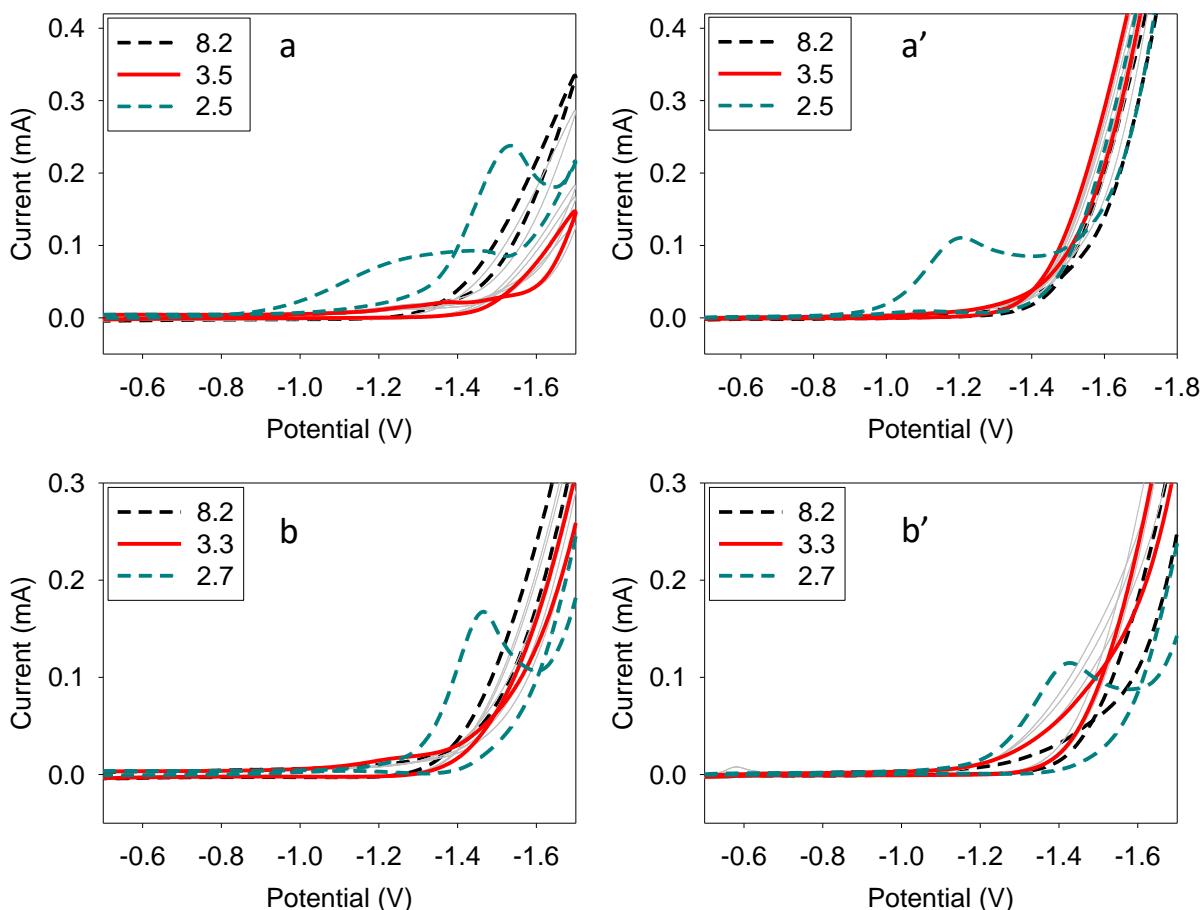 0.4
0.3
0.2
0.1
0.0
Current (mA)
8.2
3.5
2.5
a
-0.6 -0.8 -1.0 -1.2 -1.4 -1.6
Potential (V)
0.4
0.3
0.2
0.1
0.0
Current (mA)
8.2
3.5
2.5
a’
-0.6 -0.8 -1.0 -1.2 -1.4 -1.6 -1.8
Potential (V)
0.3
0.2
0.1
0.0
Current (mA)
8.2
3.3
2.7
b
-0.6 -0.8 -1.0 -1.2 -1.4 -1.6
Potential (V)
0.3
0.2
0.1
0.0
Current (mA)
8.2
3.3
2.7
b’
-0.6 -0.8 -1.0 -1.2 -1.4 -1.6
Potential (V)